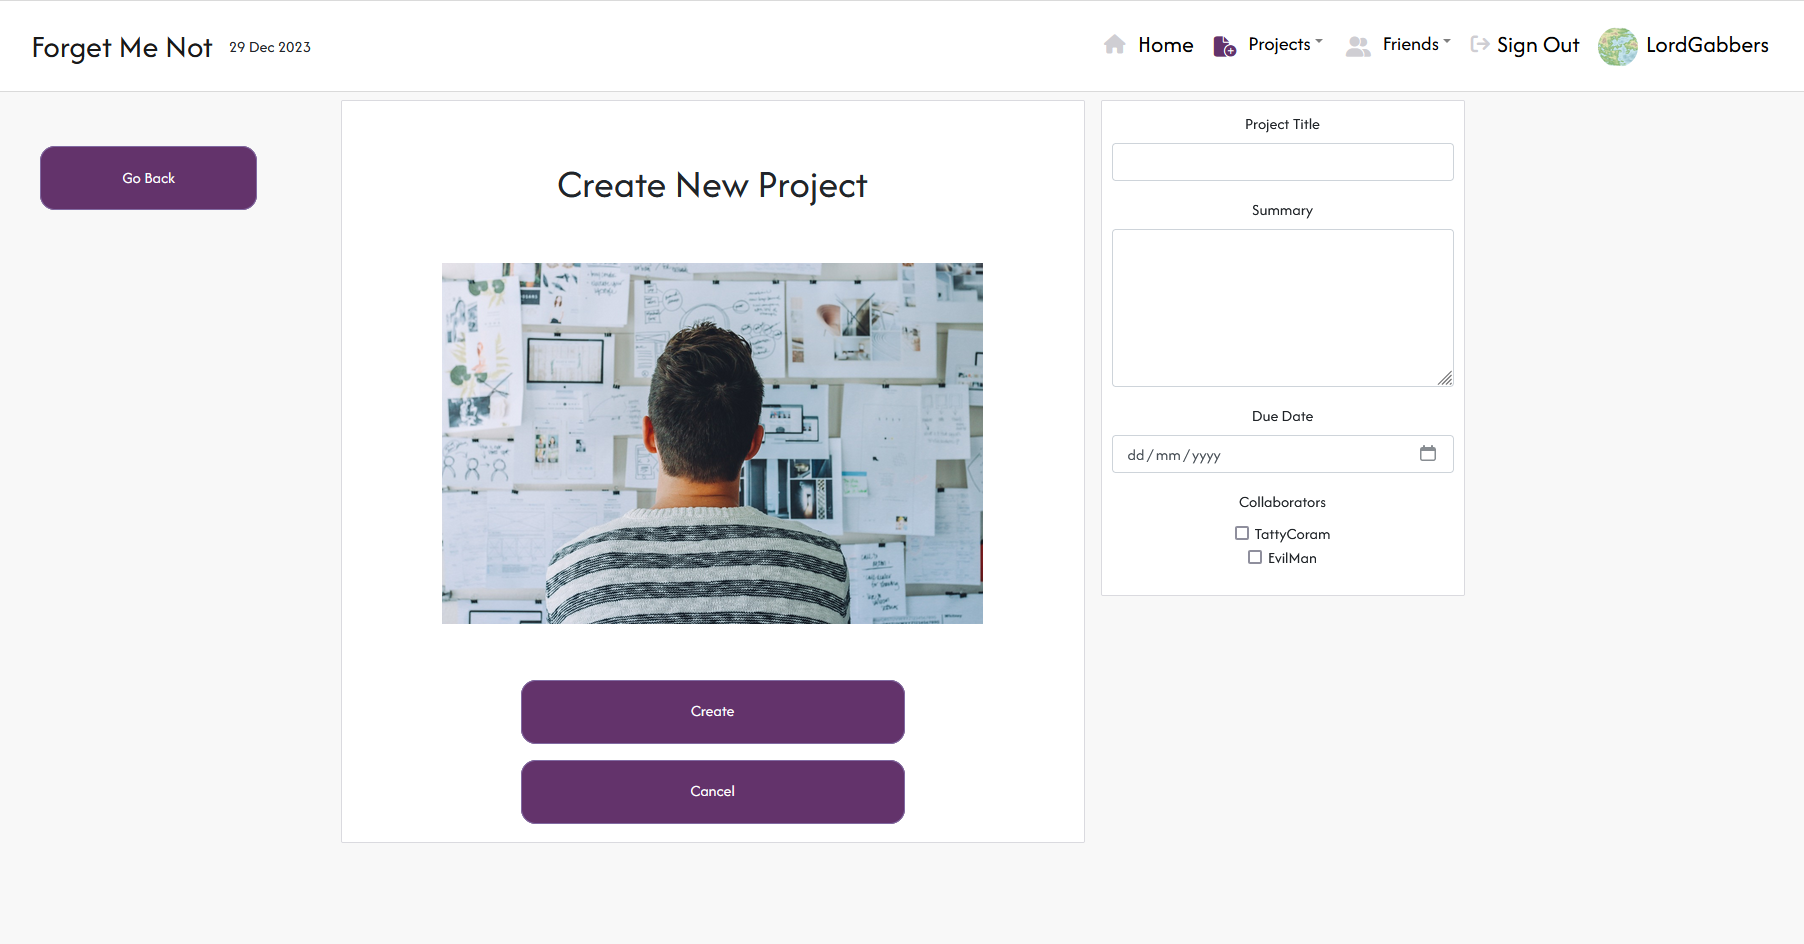 Forget Me Not 29 Dec 2023
Home Projects Friends Sign Out LordGabbers
Go Back
Create New Project
Create
Cancel
Project Title
Summary
Due Date
dd/mm/yyyy
Collaborators
TattyCoram
EvilMan